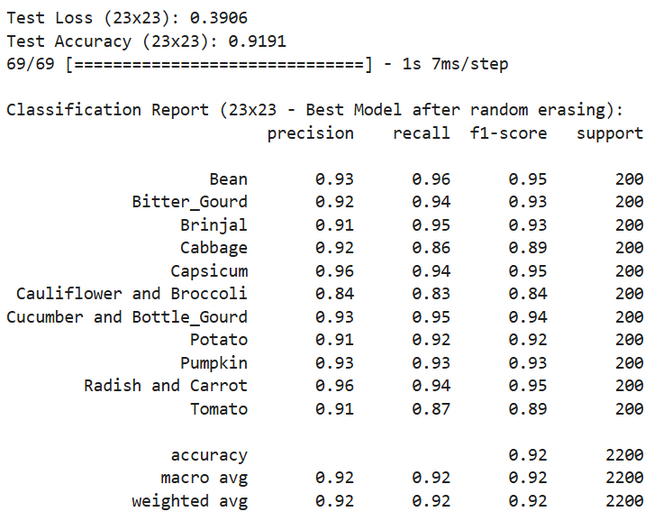 Test Loss (23x23): 0.3906
Test Accuracy (23x23): 0.9191
69/69 [==============================] - 1s 7ms/step
Classification Report (23x23 - Best Model after random erasing):
precision recall f1-score support
Bean 0.93 0.96 0.95 200
Bitter_Gourd 0.92 0.94 0.93 200
Brinjal 0.91 0.95 0.93 200
Cabbage 0.92 0.86 0.89 200
Capsicum 0.96 0.94 0.95 200
Cauliflower and Broccoli 0.84 0.83 0.84 200
Cucumber and Bottle_Gourd 0.93 0.95 0.94 200
Potato 0.91 0.92 0.92 200
Pumpkin 0.93 0.93 0.93 200
Radish and Carrot 0.96 0.94 0.95 200
Tomato 0.91 0.87 0.89 200
accuracy 0.92 2200
macro avg 0.92 0.92 0.92 2200
weighted avg 0.92 0.92 0.92 2200